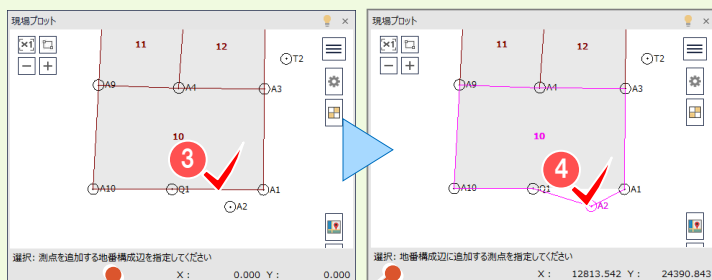 現場プロット
×1
11
12
T2
A9
A4
A3
10
3
A10
Q1
A1
A2
選択: 測点を追加する地番構成辺を指定してください
X: 0.000 Y: 0.000
現場プロット
×1
11
12
T2
A9
A4
A3
10
4
A10
Q1
A1
A2
選択: 地番構成辺に追加する測点を指定してください
X: 12813.542 Y: 24390.843